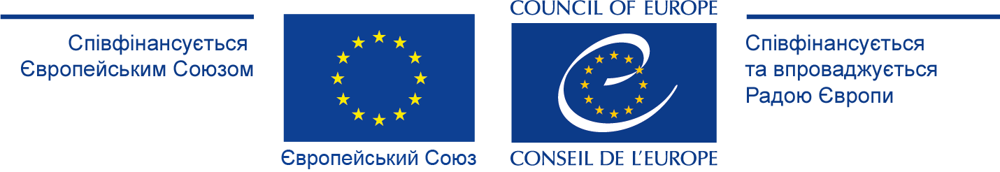 Співфінансується
Європейським Союзом
Європейський Союз
COUNCIL OF EUROPE
CONSEIL DE L'EUROPE
Співфінансується
та впроваджується
Радою Європи